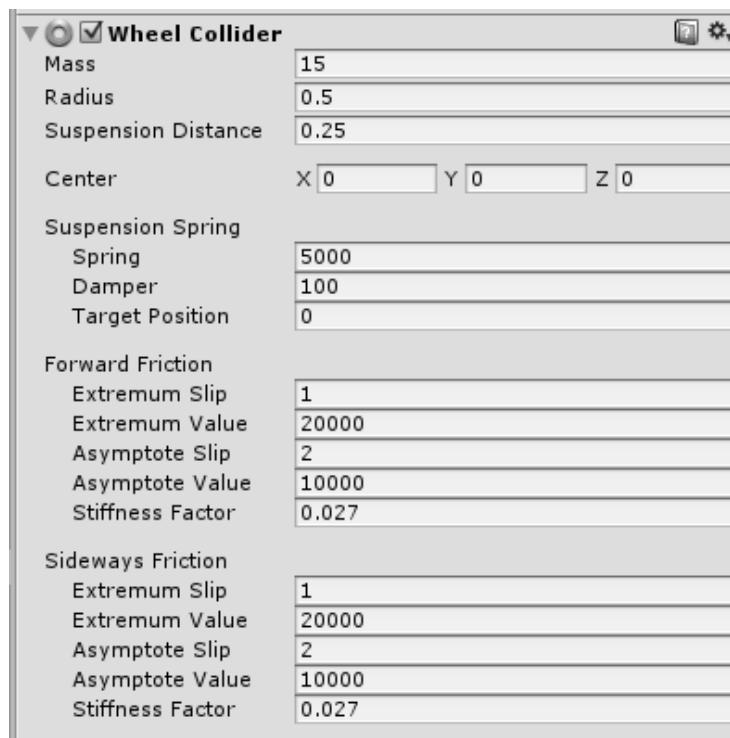 Wheel Collider
Mass 15
Radius 0.5
Suspension Distance 0.25
Center X 0 Y 0 Z 0
Suspension Spring
Spring 5000
Damper 100
Target Position 0
Forward Friction
Extremum Slip 1
Extremum Value 20000
Asymptote Slip 2
Asymptote Value 10000
Stiffness Factor 0.027
Sideways Friction
Extremum Slip 1
Extremum Value 20000
Asymptote Slip 2
Asymptote Value 10000
Stiffness Factor 0.027